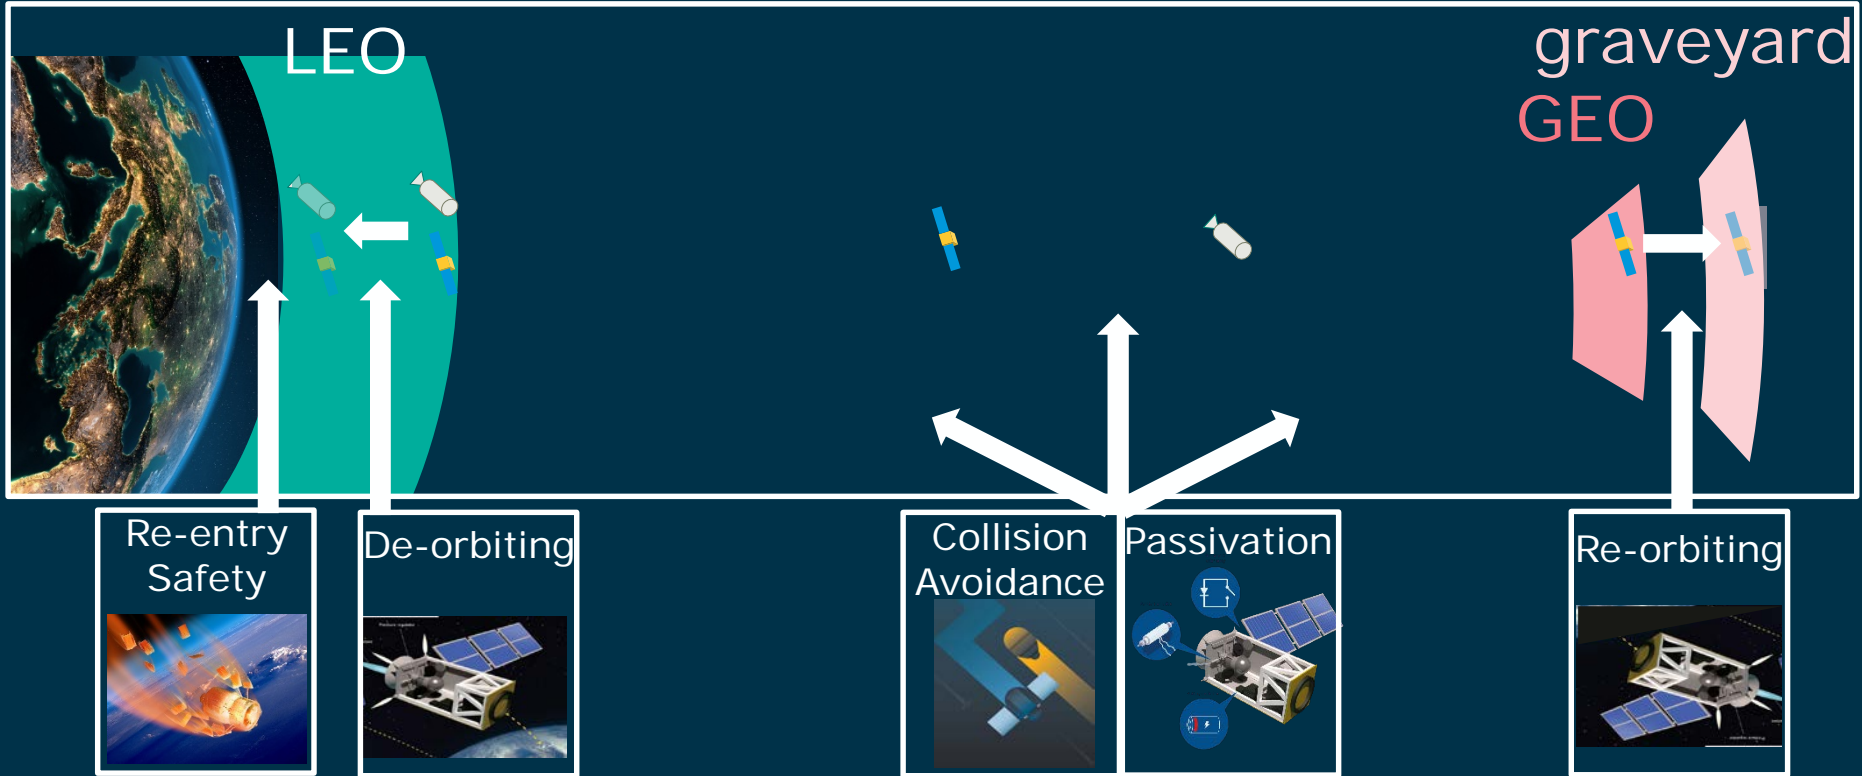 LEO
graveyard
GEO
Re-entry
Safety
De-orbiting
Collision
Avoidance
Passivation
Re-orbiting